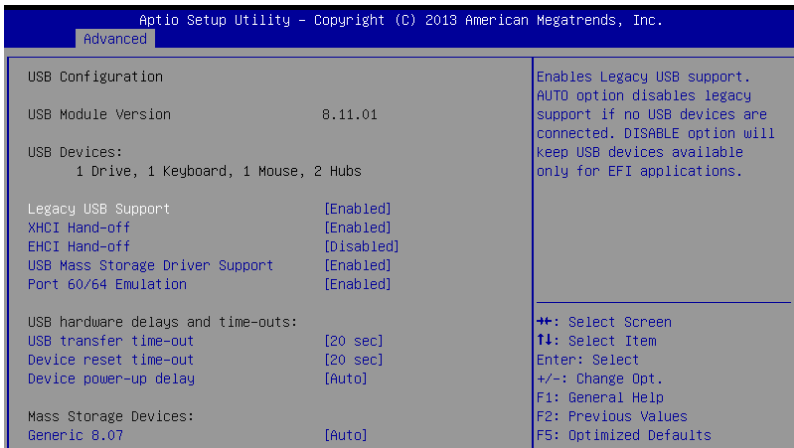 Aptio Setup Utility – Copyright (C) 2013 American Megatrends, Inc.
Advanced
USB Configuration
USB Module Version 8.11.01
USB Devices:
1 Drive, 1 Keyboard, 1 Mouse, 2 Hubs
Legacy USB Support [Enabled]
XHCI Hand-off [Enabled]
EHCI Hand-off [Disabled]
USB Mass Storage Driver Support [Enabled]
Port 60/64 Emulation [Enabled]
USB hardware delays and time-outs:
USB transfer time-out [20 sec]
Device reset time-out [20 sec]
Device power-up delay [Auto]
Mass Storage Devices:
Generic 8.07 [Auto]
Enables Legacy USB support.
AUTO option disables legacy
support if no USB devices are
connected. DISABLE option will
keep USB devices available
only for EFI applications.
→←: Select Screen
↑↓: Select Item
Enter: Select
+/-: Change Opt.
F1: General Help
F2: Previous Values
F5: Optimized Defaults